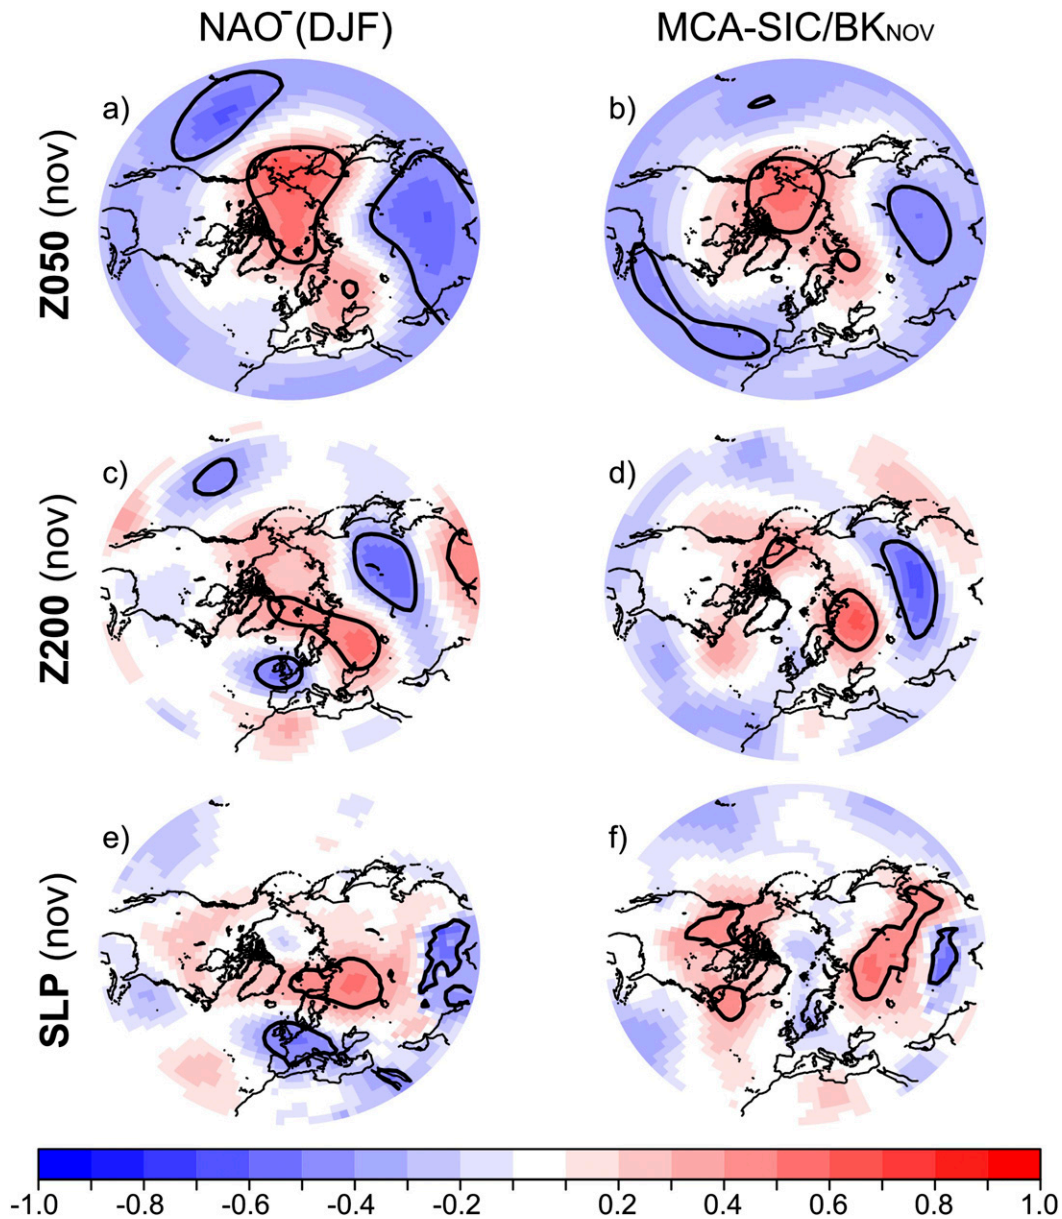 NAO⁻(DJF) MCA-SIC/BKNOV
a) b)
Z050 (nov)
c) d)
Z200 (nov)
e) f)
SLP (nov)
-1.0 -0.8 -0.6 -0.4 -0.2 0.2 0.4 0.6 0.8 1.0